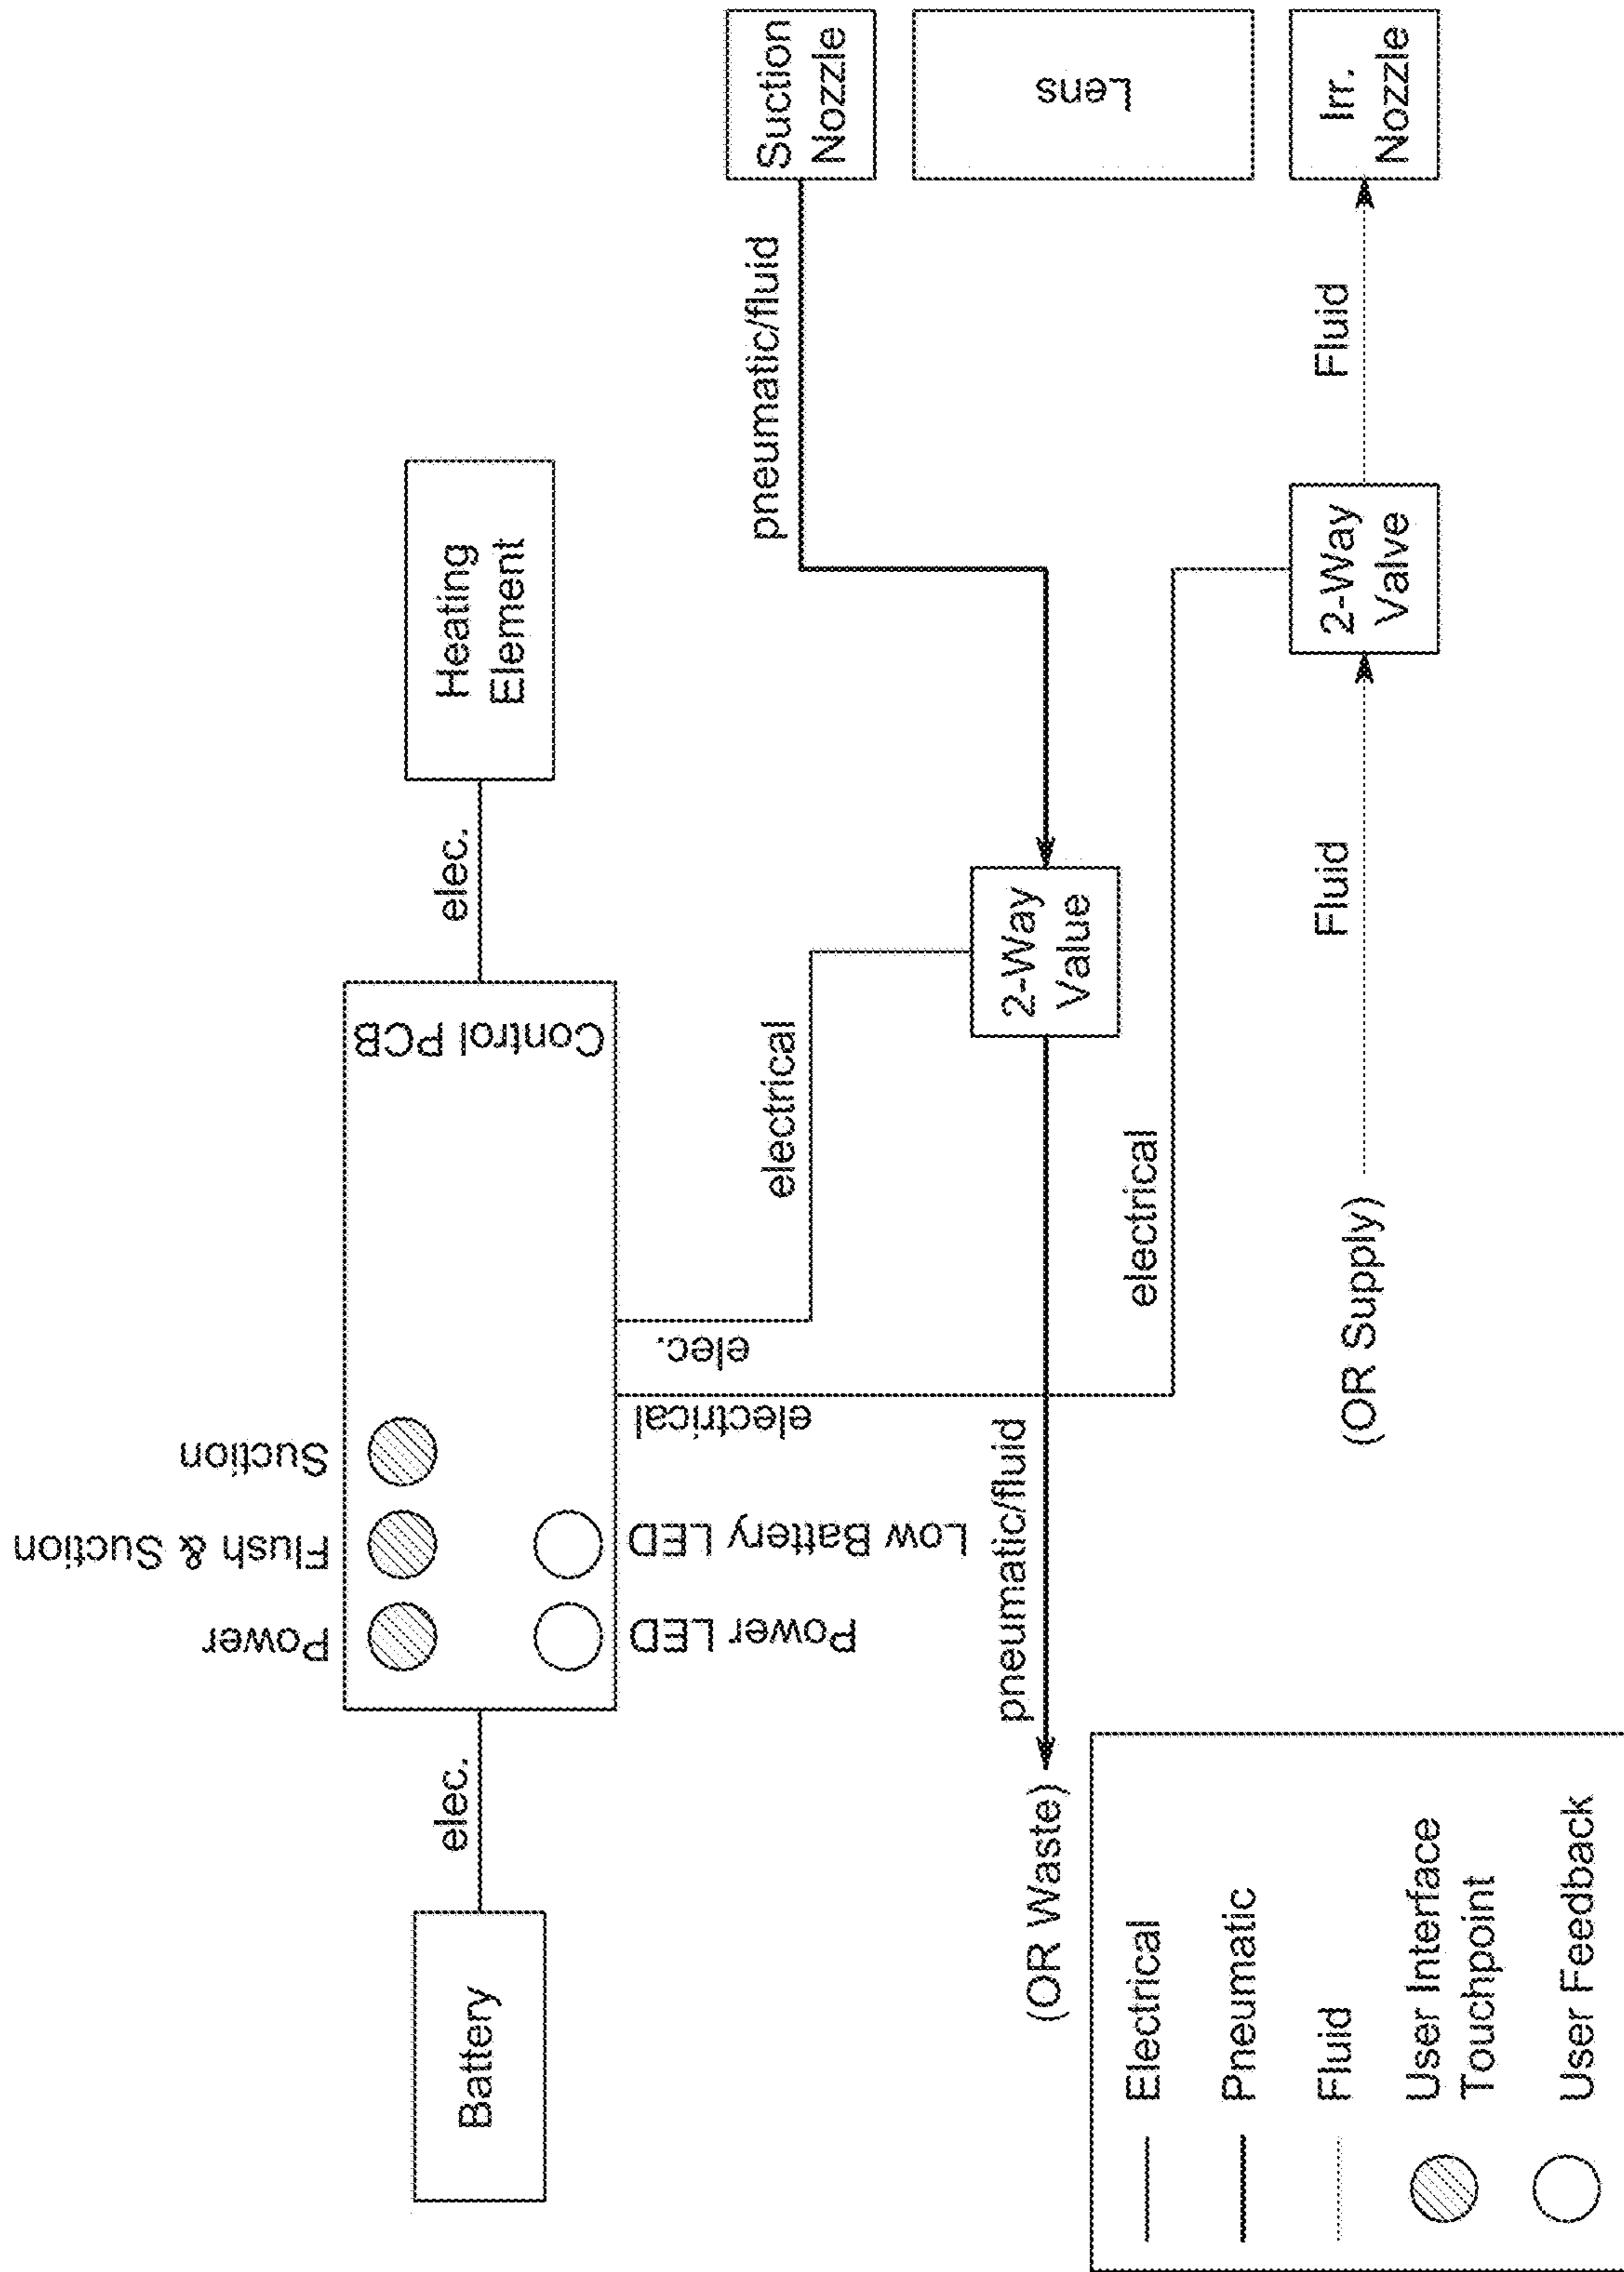 Battery
elec.
Power
Flush & Suction
Suction
Power LED
Low Battery LED
Control PCB
elec.
Heating
Element
electrical
elec.
electrical
electrical
pneumatic/fluid
Suction
Nozzle
Lens
Irr.
Nozzle
2-Way
Value
pneumatic/fluid
(OR Waste)
(OR Supply)
Fluid
2-Way
Valve
Fluid
Electrical
Pneumatic
Fluid
User Interface
Touchpoint
User Feedback